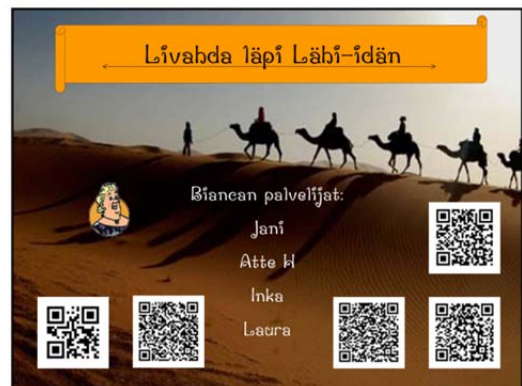 Livahda läpi Lähi-idän
Biancan palvelijat:
Jani
Atte H
Inka
Laura